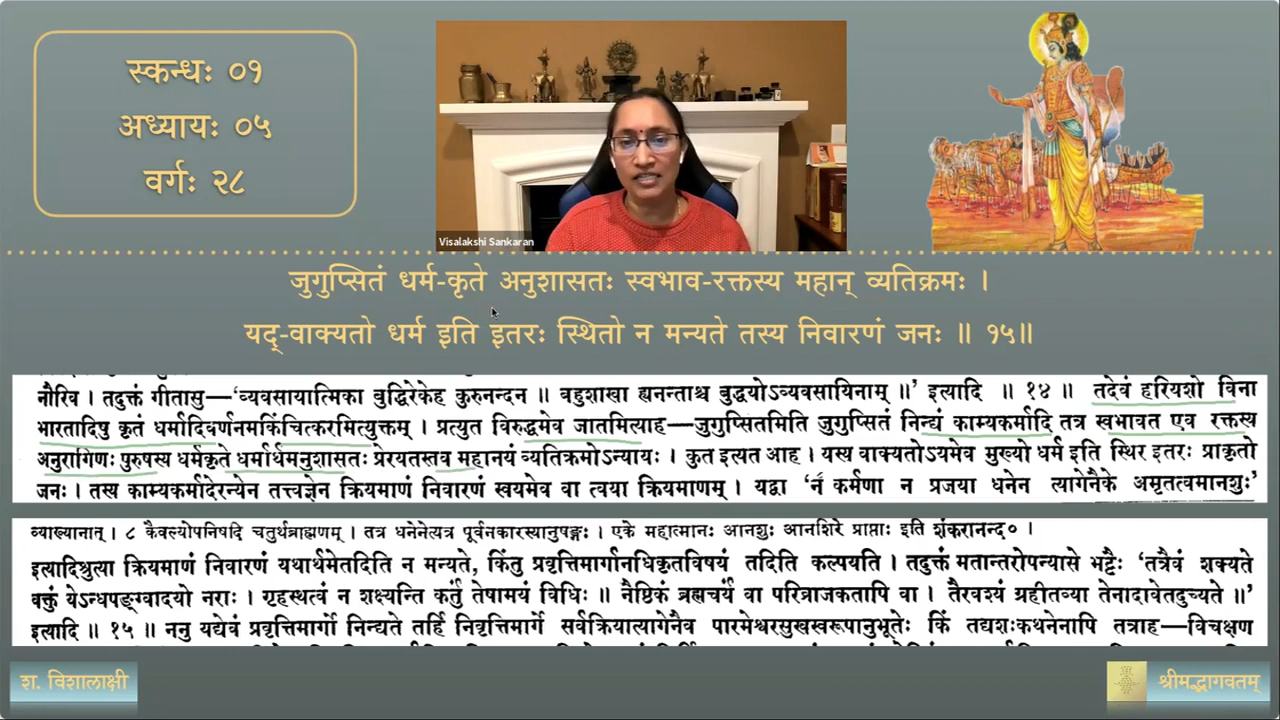 स्कन्धः ०१
अध्यायः ०५
वर्गः २८
Visalakshi Sankaran
जुगुप्सितं धर्म-कृते अनुशासतः स्वभाव-रक्तस्य महान् व्यतिक्रमः ।
यद्-वाक्यतो धर्म इति इतरः स्थितो न मन्यते तस्य निवारणं जनः ॥ १५॥
नौरिव । तदुक्तं गीतासु—‘व्यवसायात्मिका बुद्धिरेकेह कुरुनन्दन ॥ बहुशाखा ह्यनन्ताश्च बुद्धयोऽव्यवसायिनाम् ॥’ इत्यादि ॥ १४ ॥ तदेवं हरियशो विना
भारतादिषु कृतं धर्मादिवर्णनमकिंचित्करमित्युक्तम् । प्रत्युत विरुद्धमेव जातमित्याह—जुगुप्सितमिति जुगुप्सितं निन्द्यं काम्यकर्मादि तत्र स्वभावत एव रक्तस्य
अनुरागिणः पुरुषस्य धर्मकृते धर्मार्थमनुशासतः प्रेरयतस्तव महानयं व्यतिक्रमोऽन्यायः । कुत इत्यत आह । यस्य वाक्यतोऽयमेव मुख्यो धर्म इति स्थिर इतरः प्राकृतो
जनः । तस्य काम्यकर्मादेरन्येन तत्त्वज्ञेन क्रियमाणं निवारणं स्वयमेव वा त्वया क्रियमाणम् । यद्वा ‘न कर्मणा न प्रजया धनेन त्यागेनैके अमृतत्वमानशुः’
व्याख्यानात् । ८ कैवल्योपनिषदि चतुर्थब्राह्मणम् । तत्र धनेनेत्यत्र पूर्वनकारस्यानुषङ्गः । एके महात्मानः आनशुः आनशिरे प्राप्ताः इति शंकरानन्द० ।
इत्यादिश्रुत्या क्रियमाणं निवारणं यथार्थमेतदिति न मन्यते, किंतु प्रवृत्तिमार्गानधिकृतविषयं तदिति कल्पयति । तदुक्तं मतान्तरोपन्यासे भट्टैः ‘तत्रैवं शक्यते
वक्तुं येऽन्धपङ्ग्वादयो नराः । गृहस्थत्वं न शक्ष्यन्ति कर्तुं तेषामयं विधिः ॥ नैष्ठिकं ब्रह्मचर्यं वा परिव्राजकतापि वा । तैरवश्यं ग्रहीतव्या तेनादावेतदुच्यते ॥’
इत्यादि ॥ १५ ॥ ननु यद्येवं प्रवृत्तिमार्गो निन्द्यते तर्हि निवृत्तिमार्गे सर्वक्रियात्यागेनैव पारमेश्वरसुखस्वरूपानुभूतेः किं तद्यशःकथनेनापि तत्राह—विचक्षण
श. विशालाक्षी
श्रीमद्भागवतम्